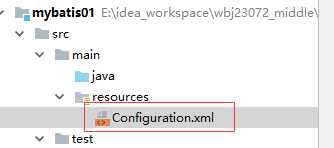 mybatis01 E:\idea_workspace\wbj23072_middle\
src
main
java
resources
Configuration.xml
test